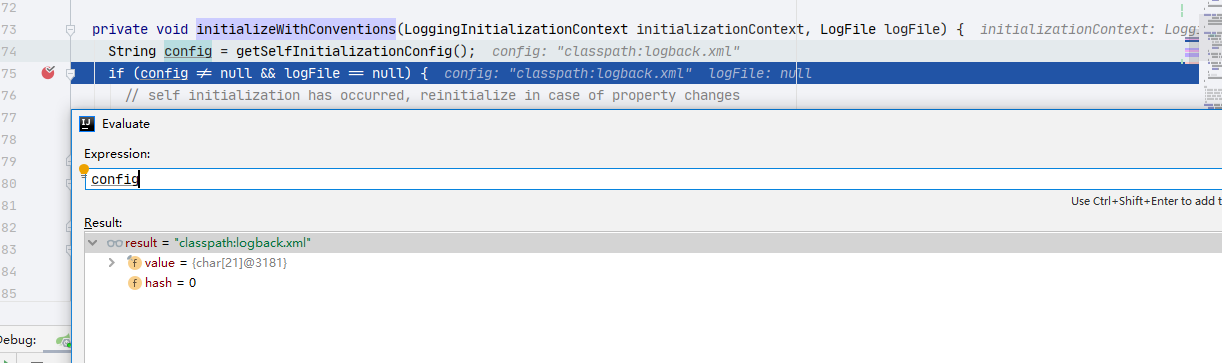 72
73 private void initializeWithConventions(LoggingInitializationContext initializationContext, LogFile logFile) { initializationContext: Logg
74 String config = getSelfInitializationConfig(); config: "classpath:logback.xml"
75 if (config ≠ null && logFile == null) { config: "classpath:logback.xml" logFile: null
76 // self initialization has occurred, reinitialize in case of property changes
77
78
79
80
81
82
83
84
85
IJ Evaluate
Expression:
config
Use Ctrl+Shift+Enter to add t
Result:
result = "classpath:logback.xml"
f value = {char[21]@3181}
f hash = 0
Debug: